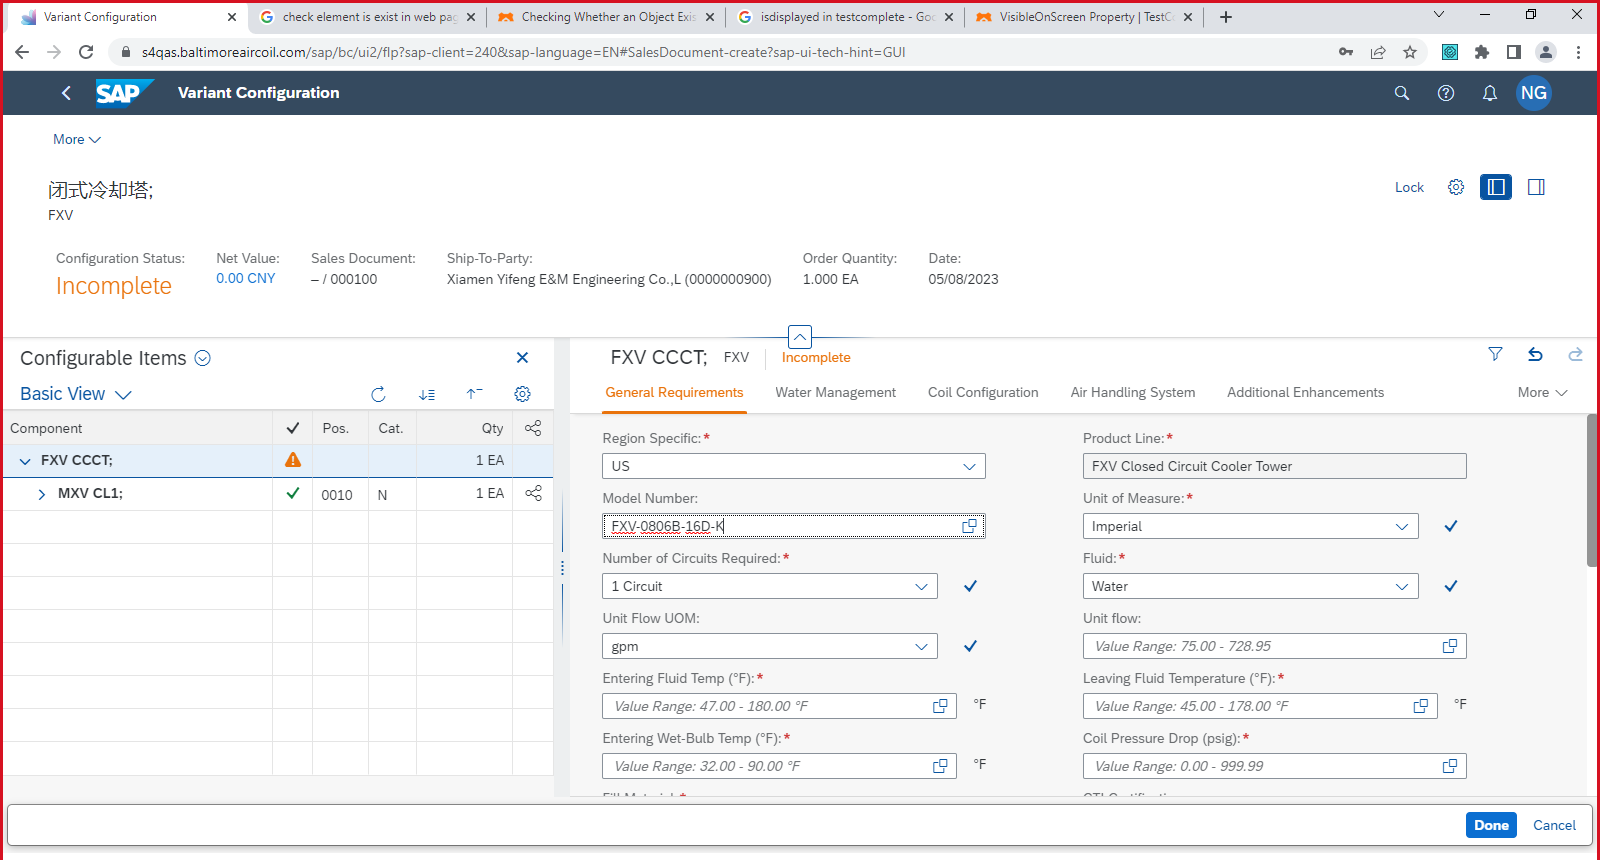 Variant Configuration
check element is exist in web pag
Checking Whether an Object Exis
isdisplayed in testcomplete - Goo
VisibleOnScreen Property | TestCo
s4qas.baltimoreaircoil.com/sap/bc/ui2/flp?sap-client=240&sap-language=EN#SalesDocument-create?sap-ui-tech-hint=GUI
SAP Variant Configuration NG
More
闭式冷却塔;
FXV
Lock
Configuration Status: Net Value: Sales Document: Ship-To-Party: Order Quantity: Date:
Incomplete 0.00 CNY – / 000100 Xiamen Yifeng E&M Engineering Co.,L (0000000900) 1.000 EA 05/08/2023
Configurable Items
Basic View
Component Pos. Cat. Qty
FXV CCCT; 1 EA
MXV CL1; 0010 N 1 EA
FXV CCCT; FXV Incomplete
General Requirements Water Management Coil Configuration Air Handling System Additional Enhancements More
Region Specific:* Product Line:*
US FXV Closed Circuit Cooler Tower
Model Number: Unit of Measure:*
FXV-0806B-16D-K Imperial
Number of Circuits Required:* Fluid:*
1 Circuit Water
Unit Flow UOM: Unit flow:
gpm Value Range: 75.00 - 728.95
Entering Fluid Temp (°F):* Leaving Fluid Temperature (°F):*
Value Range: 47.00 - 180.00 °F °F Value Range: 45.00 - 178.00 °F °F
Entering Wet-Bulb Temp (°F):* Coil Pressure Drop (psig):*
Value Range: 32.00 - 90.00 °F °F Value Range: 0.00 - 999.99
Done Cancel